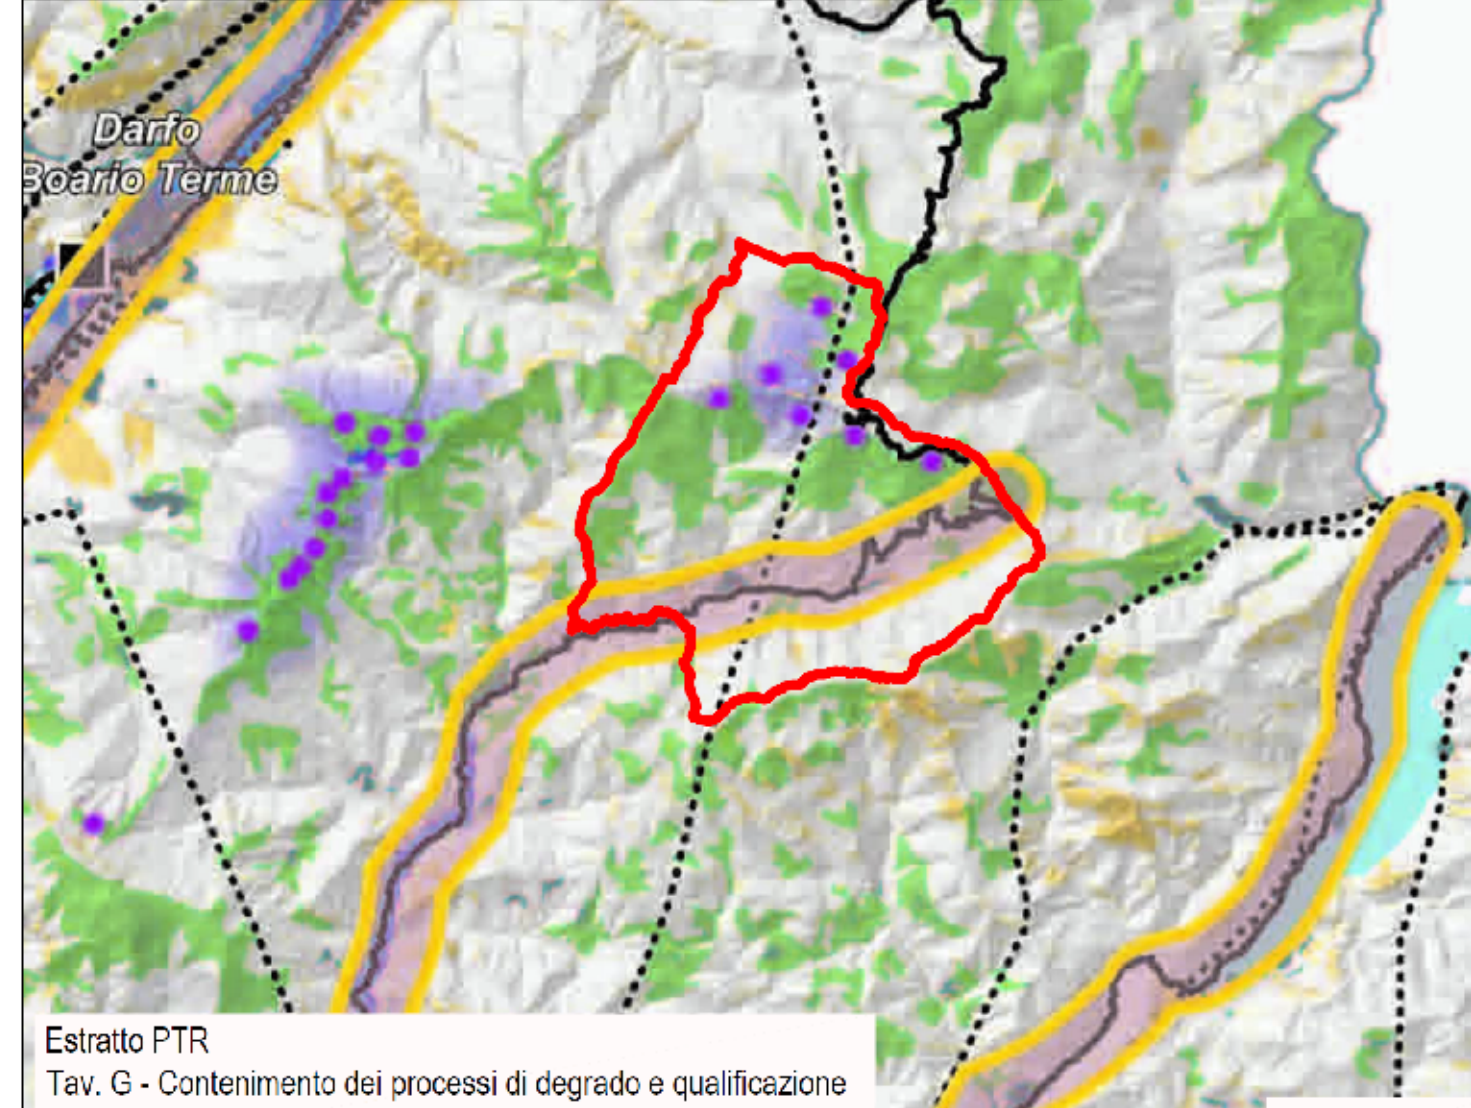 Darfo
Boario Terme
Estratto PTR
Tav. G - Contenimento dei processi di degrado e qualificazione